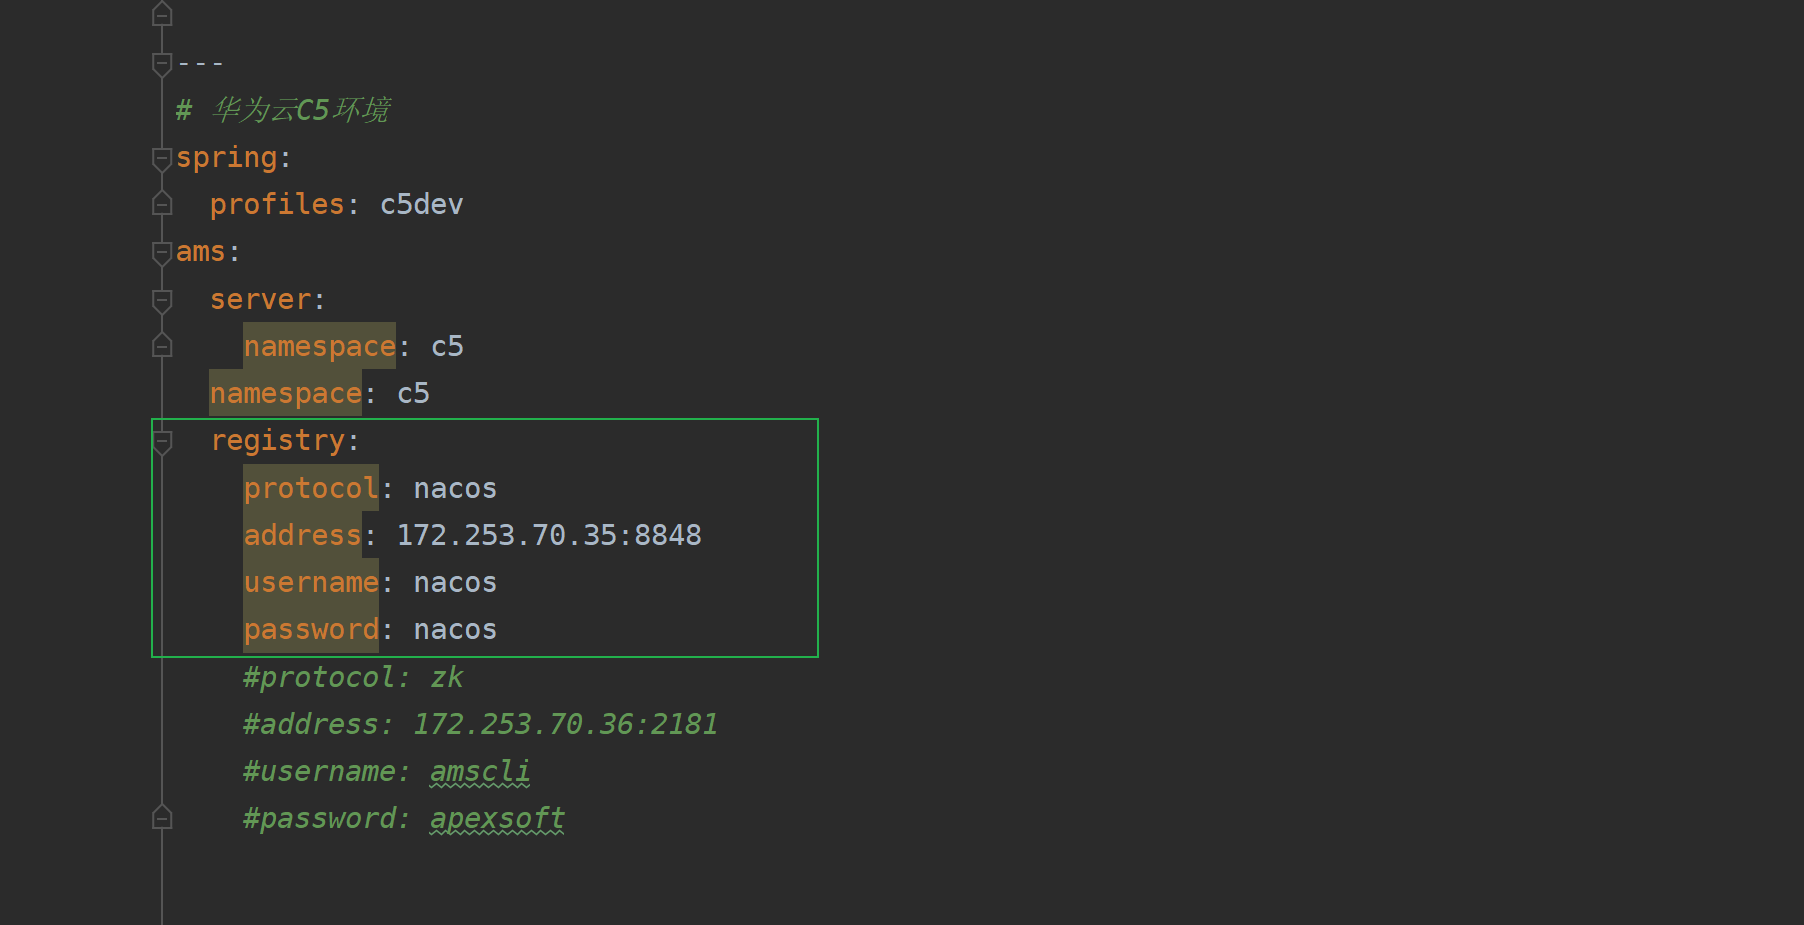 ---
# 华为云C5环境
spring:
  profiles: c5dev
ams:
  server:
    namespace: c5
  namespace: c5
  registry:
    protocol: nacos
    address: 172.253.70.35:8848
    username: nacos
    password: nacos
    #protocol: zk
    #address: 172.253.70.36:2181
    #username: amscli
    #password: apexsoft